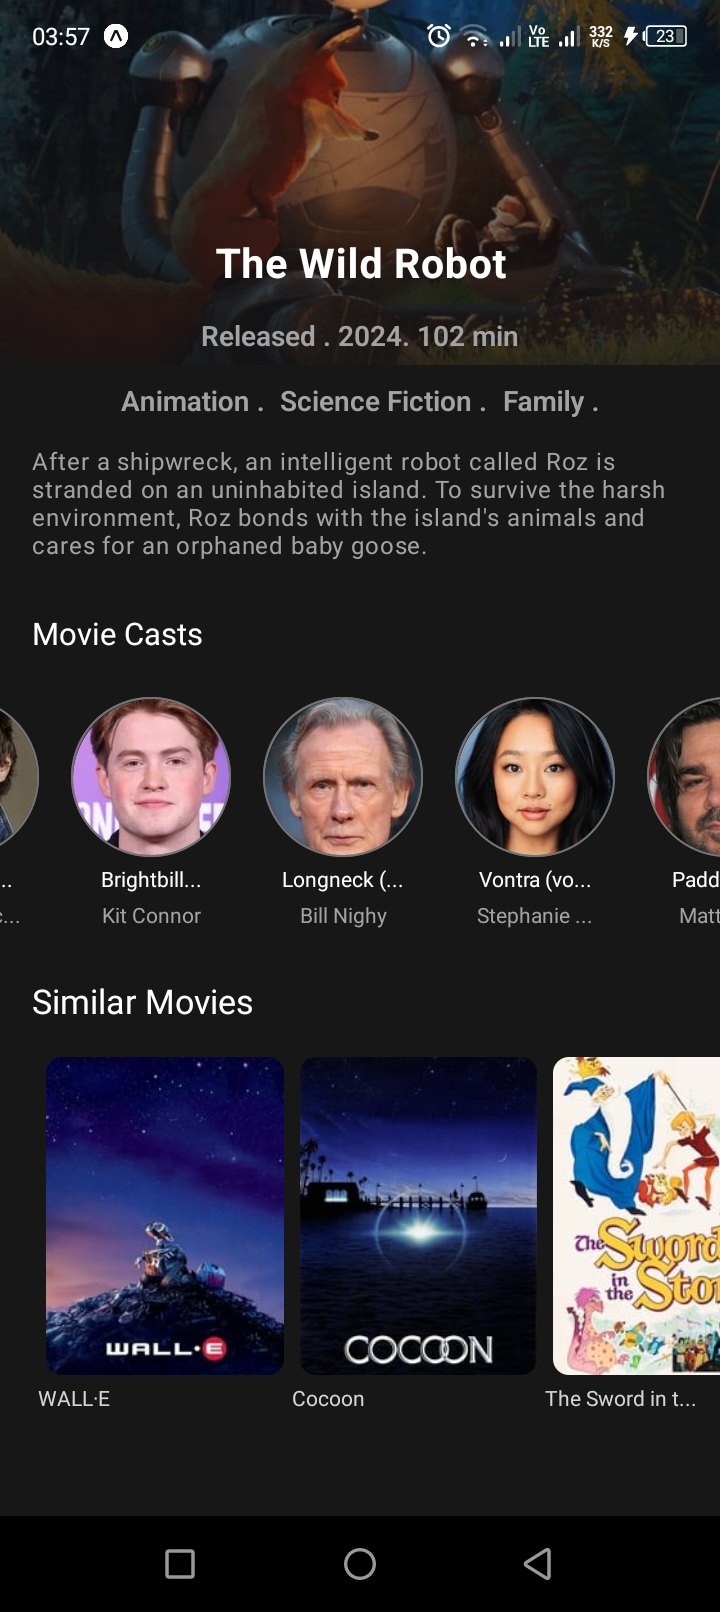 03:57
Vo LTE 332 K/S 23
The Wild Robot
Released . 2024. 102 min
Animation . Science Fiction . Family .
After a shipwreck, an intelligent robot called Roz is
stranded on an uninhabited island. To survive the harsh
environment, Roz bonds with the island's animals and
cares for an orphaned baby goose.
Movie Casts
... Brightbill... Longneck (... Vontra (vo... Padd
c... Kit Connor Bill Nighy Stephanie ... Matt
Similar Movies
WALL·E
COCOON
The Sword
in the Sto
WALL·E Cocoon The Sword in t...